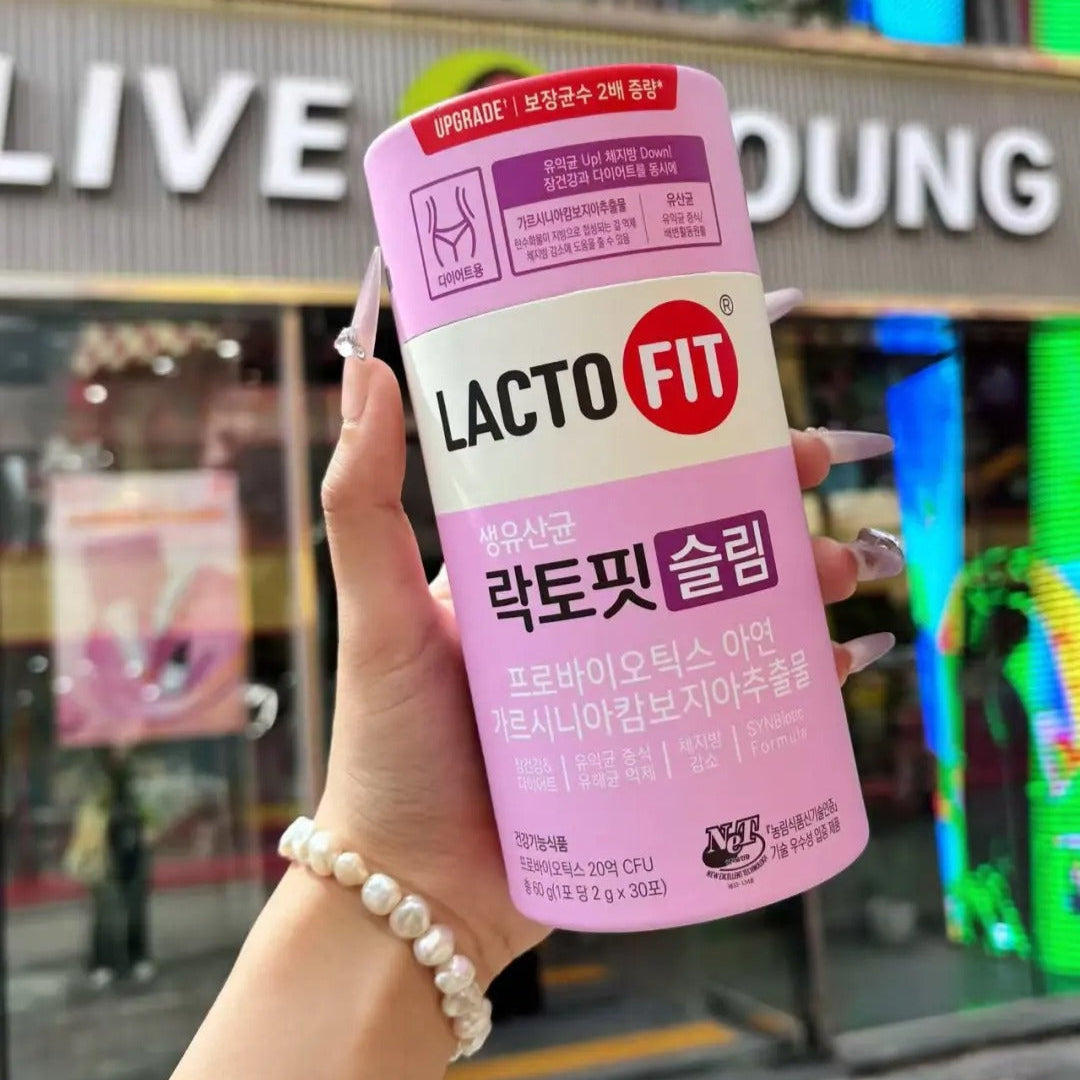 LIVE YOUNG
UPGRADE† | 보장균수 2배 증량*
유익균 Up! 체지방 Down!
장건강과 다이어트를 동시에
다이어트용
가르시니아캄보지아추출물
탄수화물이 지방으로 합성되는 걸 억제
체지방 감소에 도움을 줄 수 있음
유산균
유익균 증식/
배변활동원활
LACTO FIT®
생유산균
락토핏 슬림
프로바이오틱스 아연
가르시니아캄보지아추출물
장건강&
다이어트
유익균 증식
유해균 억제
체지방
감소
SYNBiotic
Formula
건강기능식품
프로바이오틱스 20억 CFU
총 60 g(1포 당 2 g x 30포)
NeT
NEW EXCELLENT TECHNOLOGY
「농림식품신기술인증」
기술 우수성 입증 제품